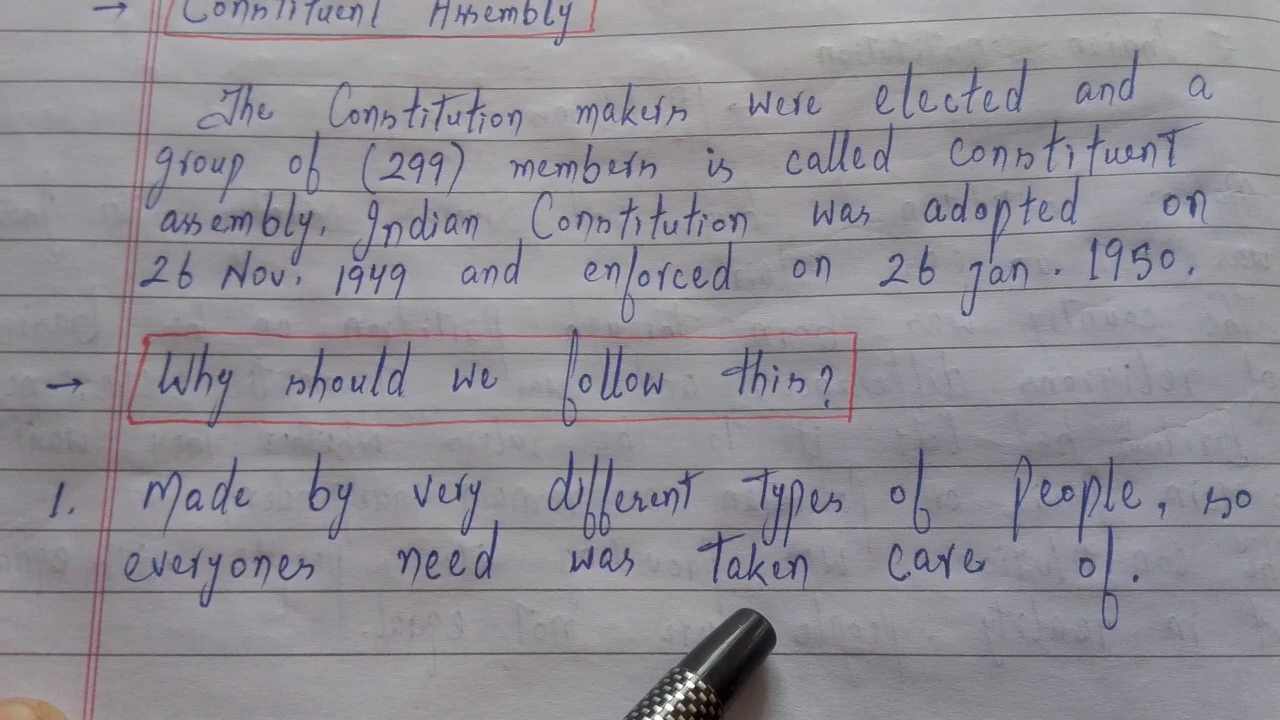 → Constituent Assembly
The Constitution makers were elected and a
group of (299) members is called constituent
assembly. Indian Constitution was adopted on
26 Nov. 1949 and enforced on 26 Jan. 1950.
→ Why should we follow this?
1. Made by very different types of people, so
everyones need was taken care of.